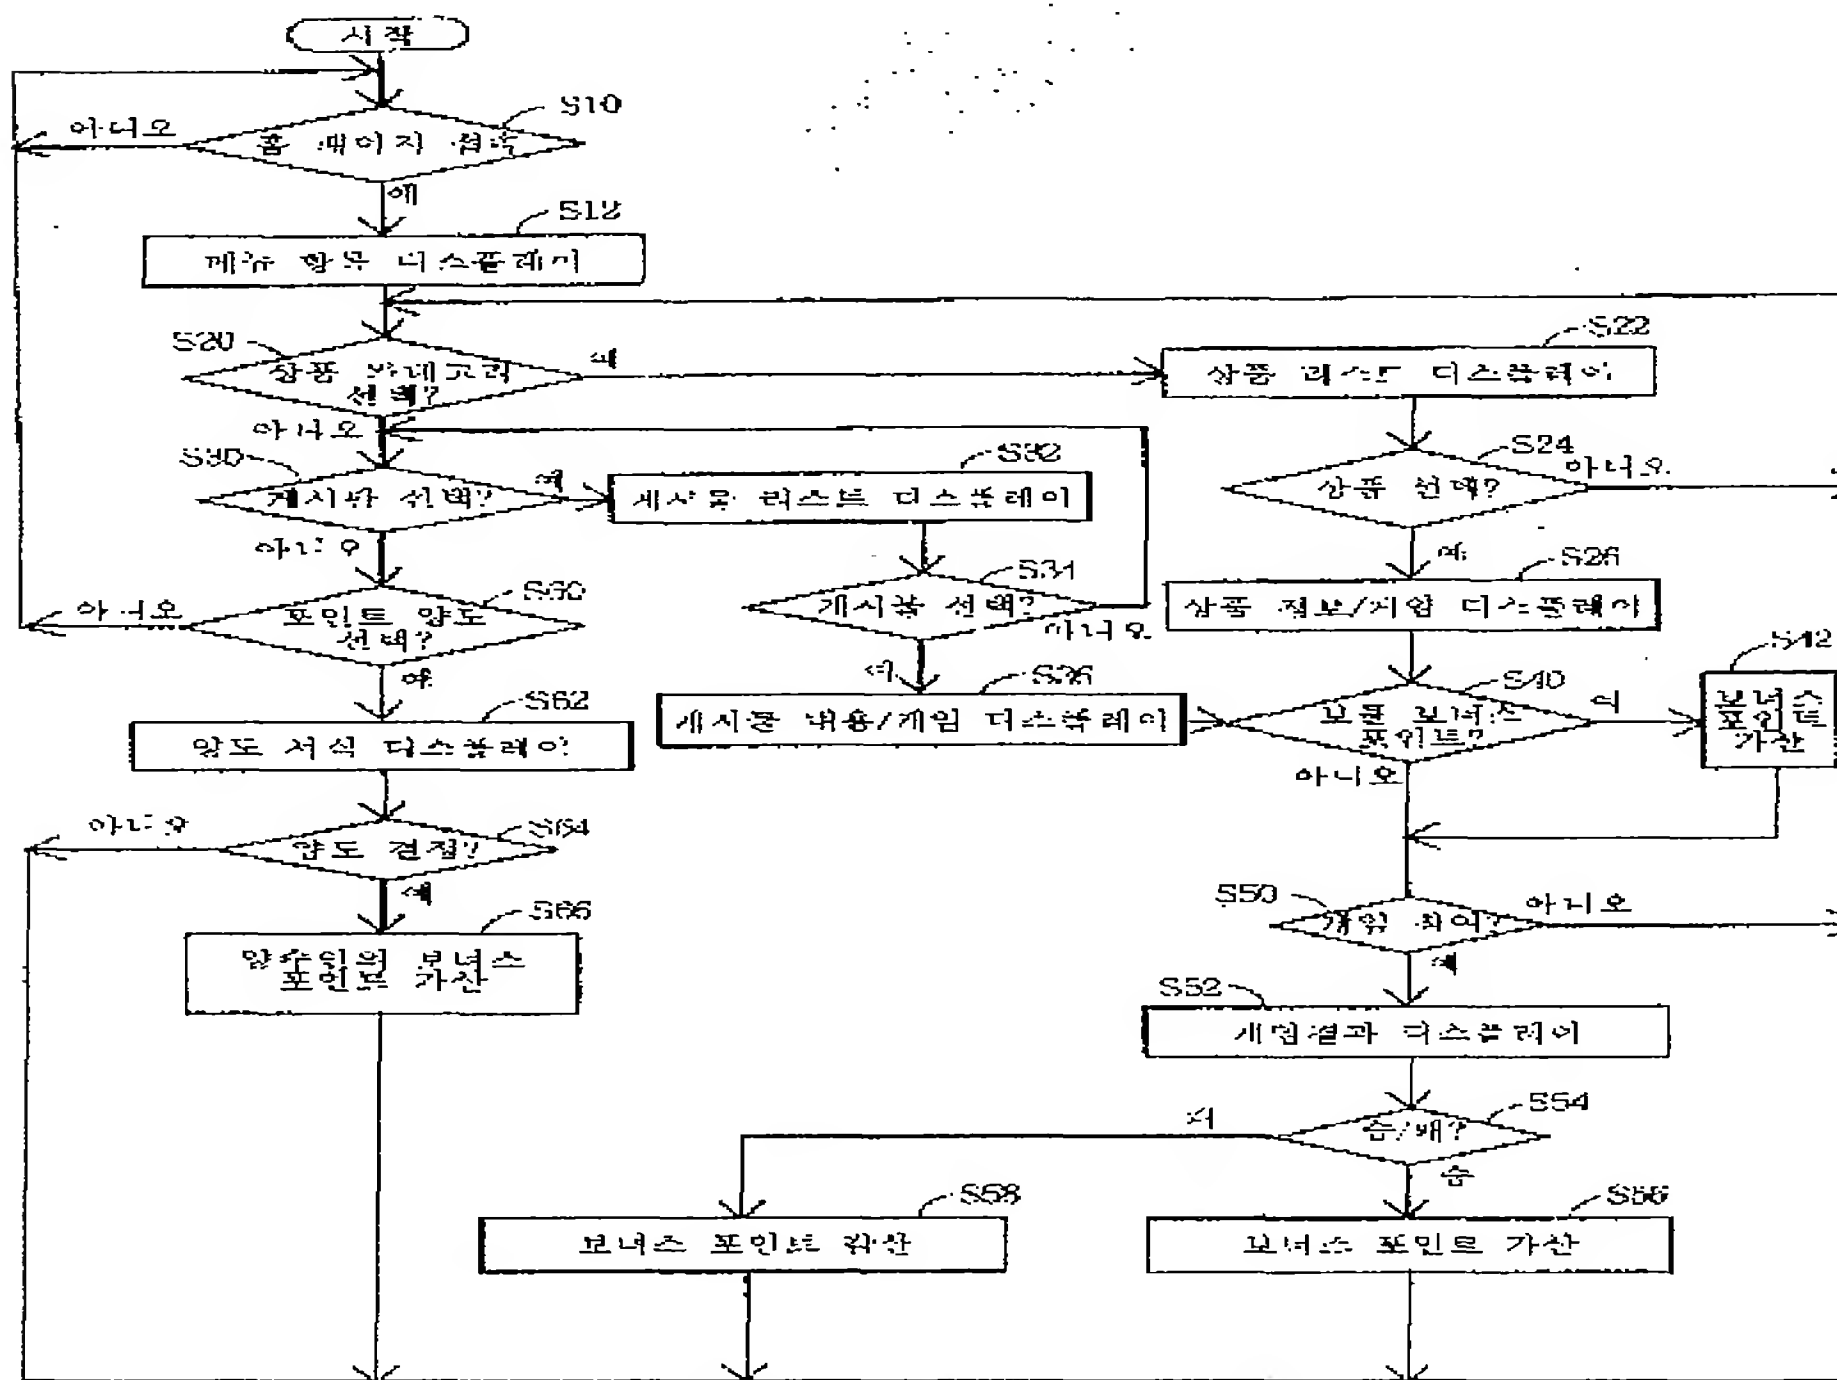 시작
S10
아니오
홈 페이지 접속
예
S12
메뉴 항목 디스플레이
S20
상품 카테고리
선택?
예
S22
상품 리스트 디스플레이
아니오
S30
게시판 선택?
예
S32
게시물 리스트 디스플레이
S24
상품 선택?
아니오
아니오
S34
게시물 선택?
아니오
예
S26
상품 정보/게임 디스플레이
S60
아니오
포인트 양도
선택?
예
예
S36
게시물 내용/게임 디스플레이
S40
보너스
포인트?
예
S42
보너스
포인트
가산
아니오
S62
양도 서식 디스플레이
아니오
S64
양도 결정?
예
S50
게임 참여?
아니오
예
S66
양수인의 보너스
포인트 가산
S52
게임결과 디스플레이
S54
승/패?
패
승
S58
보너스 포인트 감산
S56
보너스 포인트 가산